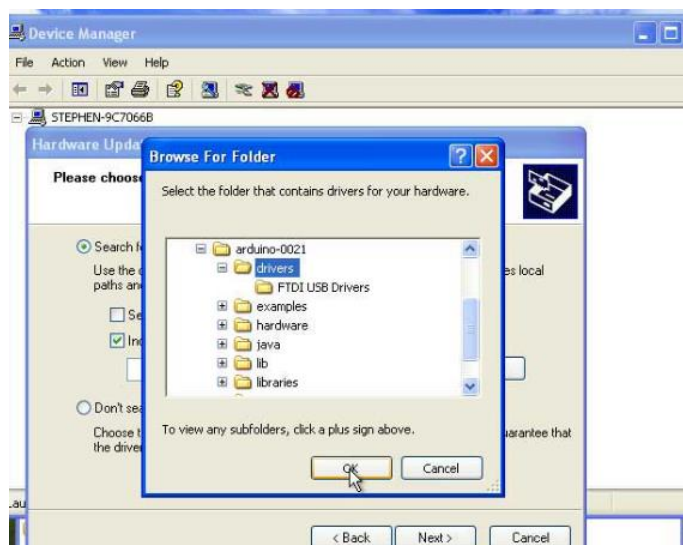 Device Manager
File Action View Help
STEPHEN-9C7066B
Hardware Upda
Browse For Folder
Please choose
Select the folder that contains drivers for your hardware.
Search f
arduino-0021
drivers
Use the
es local
paths an
FTDI USB Drivers
examples
Se
hardware
Inc
java
lib
libraries
Don't sea
To view any subfolders, click a plus sign above.
Choose t
uarantee that
the driver
OK
Cancel
< Back
Next >
Cancel